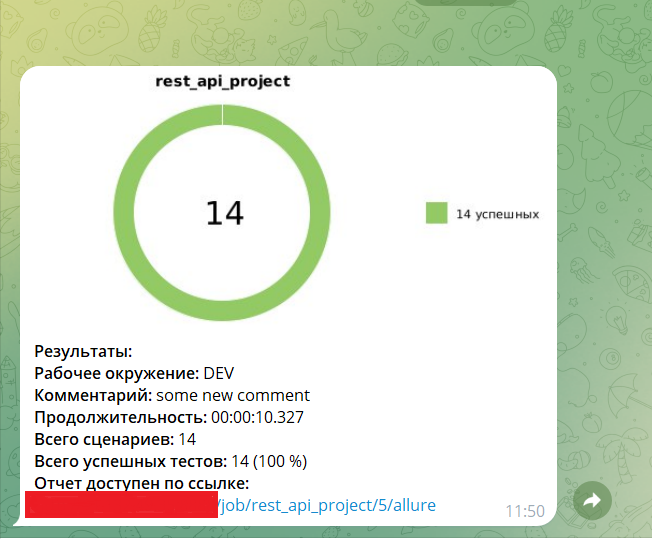 rest_api_project
14
14 успешных
Результаты:
Рабочее окружение: DEV
Комментарий: some new comment
Продолжительность: 00:00:10.327
Всего сценариев: 14
Всего успешных тестов: 14 (100 %)
Отчет доступен по ссылке:
/job/rest_api_project/5/allure
11:50